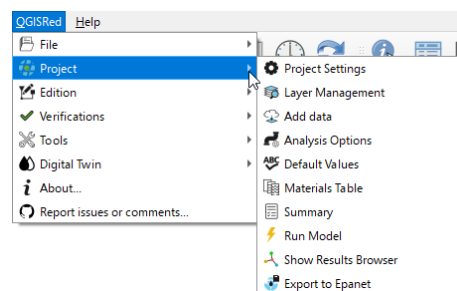 QGISRed Help
File
Project
Edition
Verifications
Tools
Digital Twin
About...
Report issues or comments...
Project Settings
Layer Management
Add data
Analysis Options
ABC Default Values
Materials Table
Summary
Run Model
Show Results Browser
Export to Epanet